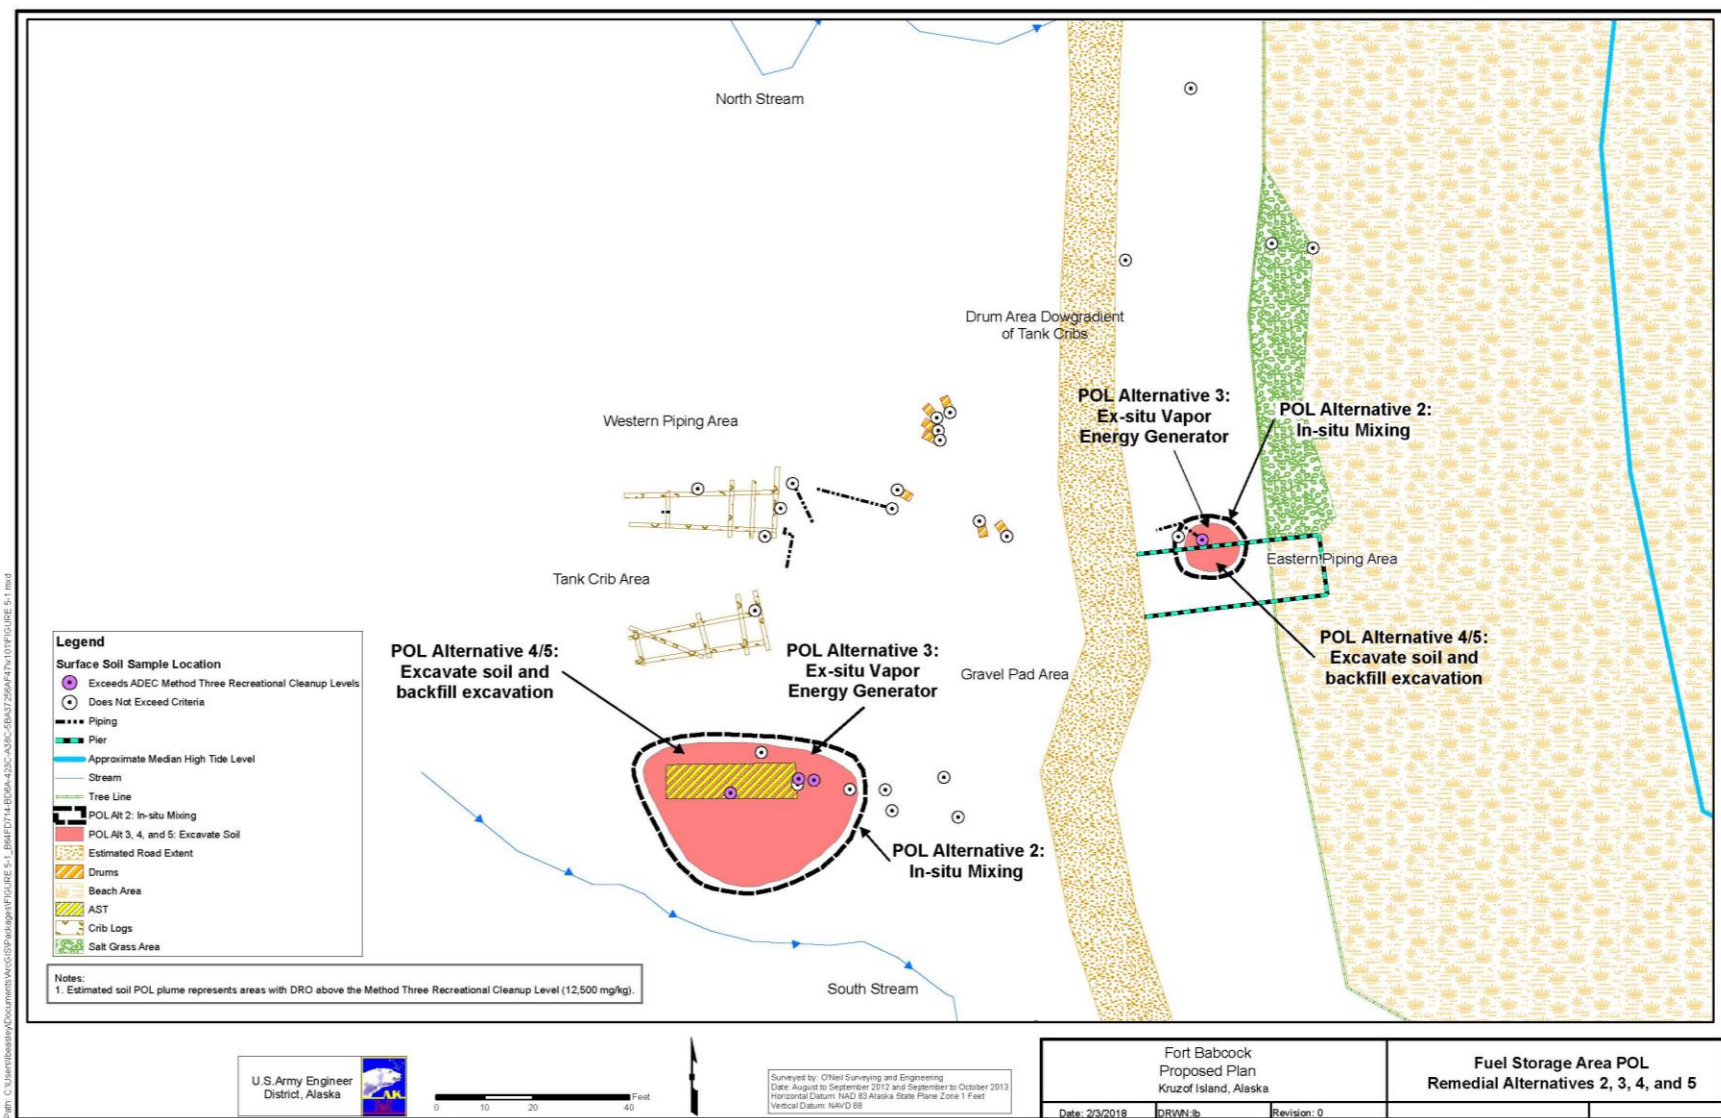 North Stream
Drum Area Dowgradient
of Tank Cribs
POL Alternative 3:
Ex-situ Vapor
Energy Generator
POL Alternative 2:
In-situ Mixing
Western Piping Area
Tank Crib Area
Eastern Piping Area
POL Alternative 4/5:
Excavate soil and
backfill excavation
POL Alternative 3:
Ex-situ Vapor
Energy Generator
Gravel Pad Area
POL Alternative 4/5:
Excavate soil and
backfill excavation
POL Alternative 2:
In-situ Mixing
South Stream
Legend
Surface Soil Sample Location
Exceeds ADEC Method Three Recreational Cleanup Levels
Does Not Exceed Criteria
Piping
Pier
Approximate Median High Tide Level
Stream
Tree Line
POL Alt 2: In-situ Mixing
POL Alt 3, 4, and 5: Excavate Soil
Estimated Road Extent
Drums
Beach Area
AST
Crib Logs
Salt Grass Area
Notes:
1. Estimated soil POL plume represents areas with DRO above the Method Three Recreational Cleanup Level (12,500 mg/kg).
U.S.Army Engineer
District, Alaska
0 10 20 40 Feet
Surveyed by: O'Neil Surveying and Engineering
Date: August to September 2012 and September to October 2013
Horizontal Datum: NAD 83 Alaska State Plane Zone 1 Feet
Vertical Datum: NAVD 88
Fort Babcock
Proposed Plan
Kruzof Island, Alaska
Date: 2/3/2018 DRWN:lb Revision: 0
Fuel Storage Area POL
Remedial Alternatives 2, 3, 4, and 5